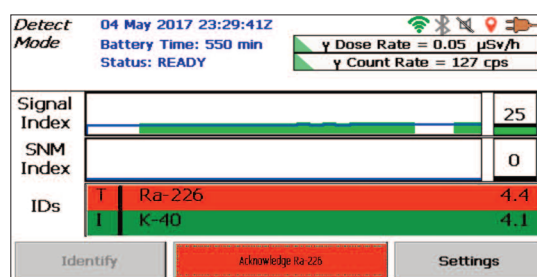 Detect Mode
04 May 2017 23:29:41Z
Battery Time: 550 min
Status: READY
γ Dose Rate = 0.05 μSv/h
γ Count Rate = 127 cps
Signal Index
25
SNM Index
0
IDs
T Ra-226 4.4
I K-40 4.1
Identify
Acknowledge Ra-226
Settings